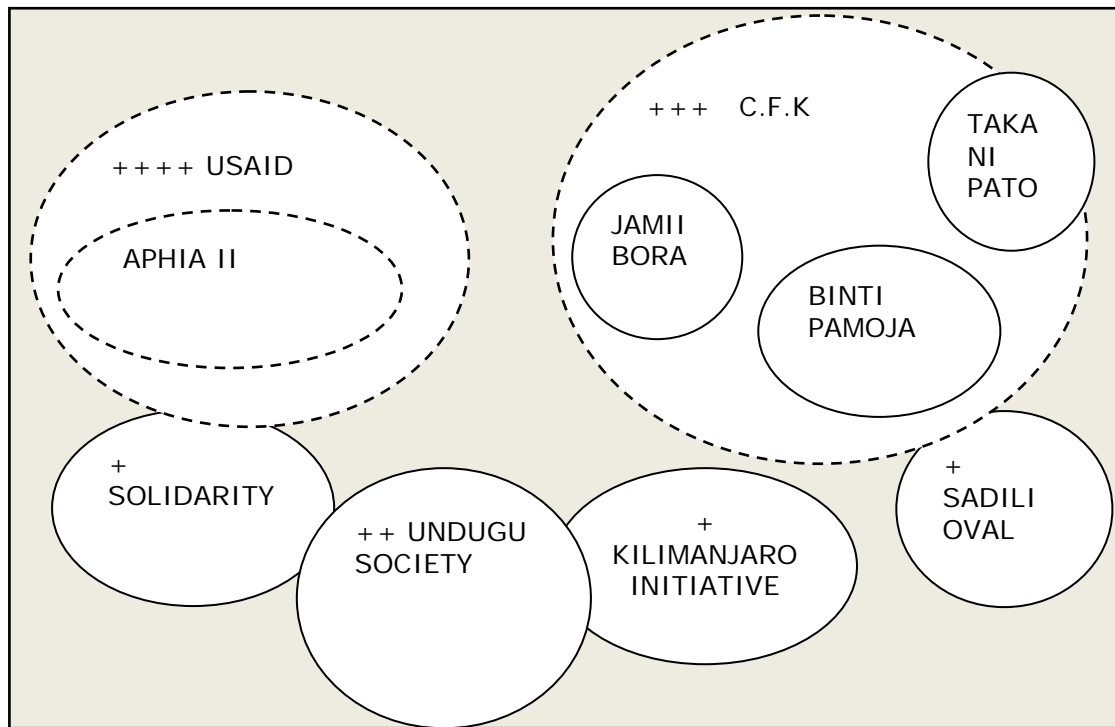 ++++ USAID
APHIA II
+++ C.F.K
TAKA
NI
PATO
JAMII
BORA
BINTI
PAMOJA
+
SOLIDARITY
++ UNDUGU
SOCIETY
+
KILIMANJARO
INITIATIVE
+
SADILI
OVAL